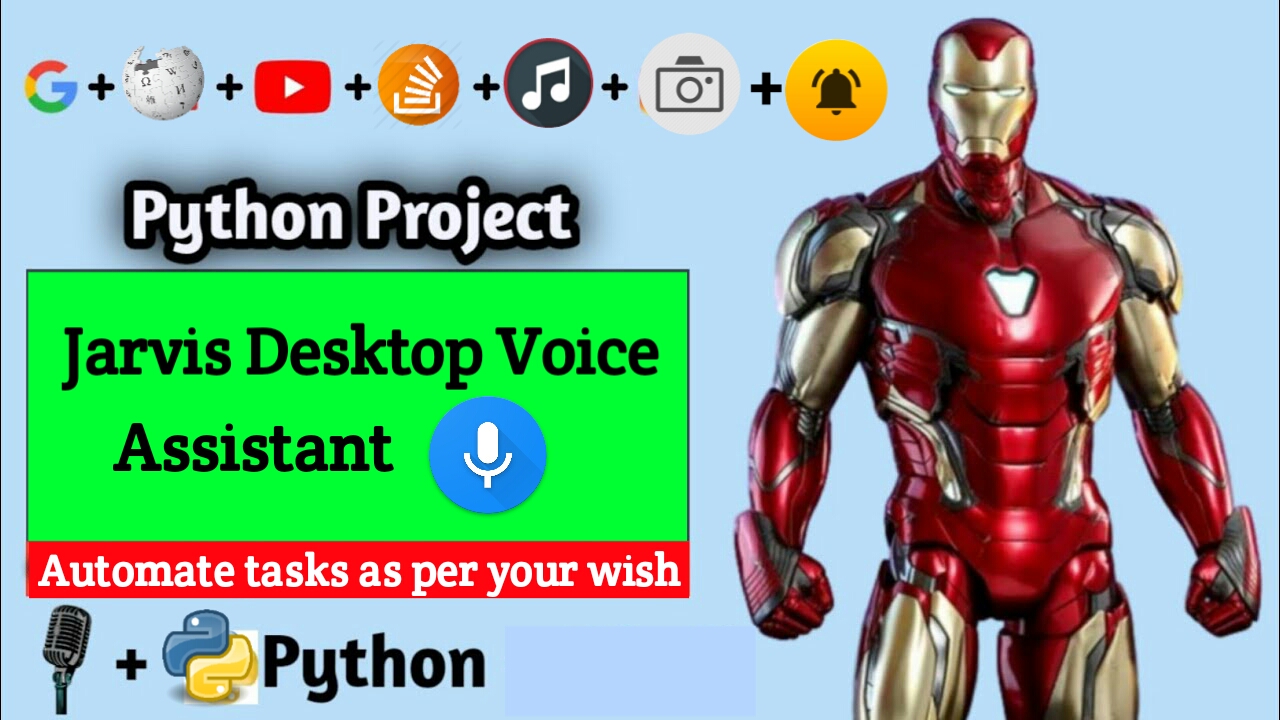 Python Project
Jarvis Desktop Voice
Assistant
Automate tasks as per your wish
Python